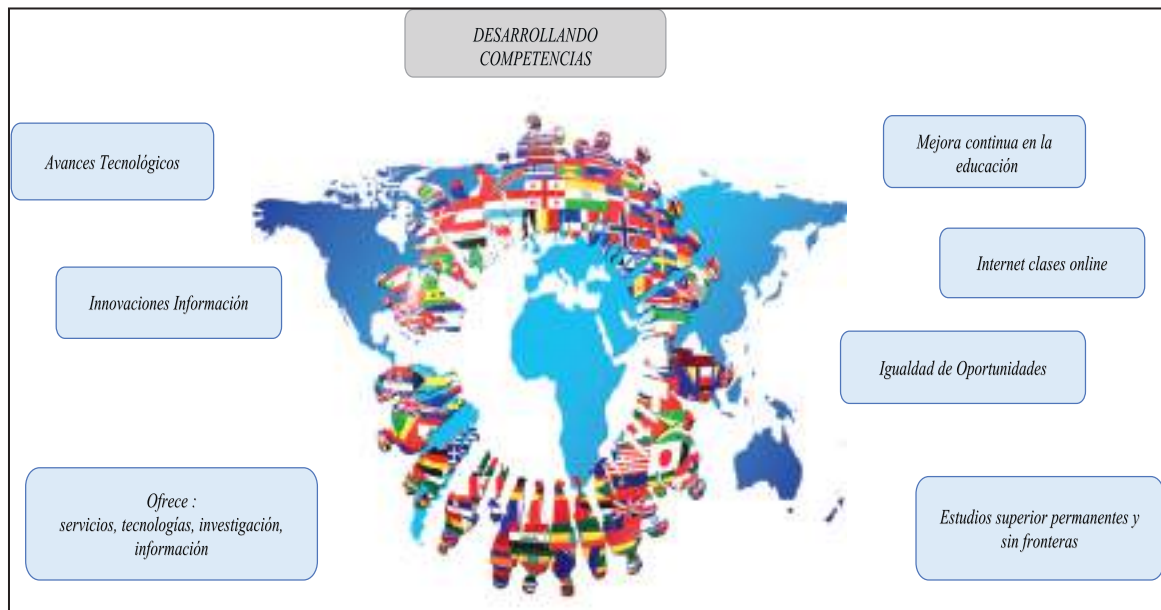 DESARROLLANDO
COMPETENCIAS
Avances Tecnológicos
Mejora continua en la
educación
Innovaciones Información
Internet clases online
Igualdad de Oportunidades
Ofrece :
servicios, tecnologías, investigación,
información
Estudios superior permanentes y
sin fronteras